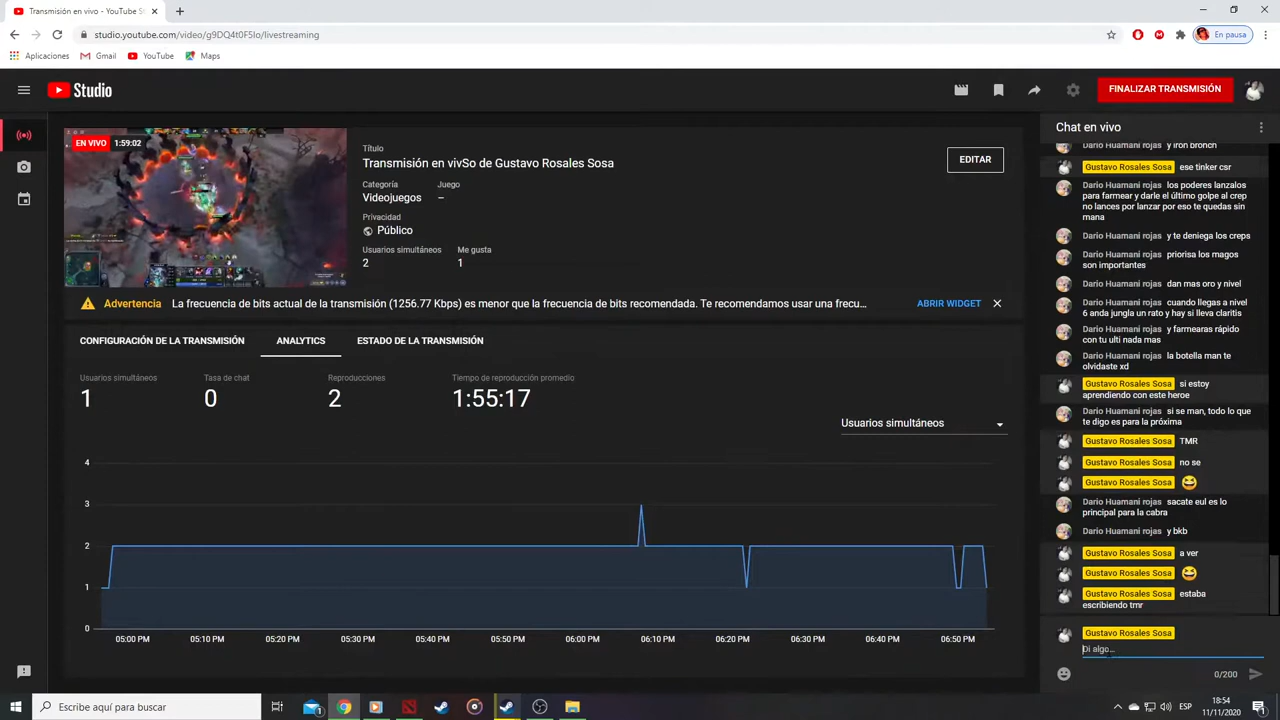 Transmisión en vivo - YouTube S
studio.youtube.com/video/g9DQ4t0F5Io/livestreaming
En pausa
Aplicaciones
Gmail
YouTube
Maps
Studio
FINALIZAR TRANSMISIÓN
EN VIVO 1:59:02
Título
Transmisión en vivSo de Gustavo Rosales Sosa
EDITAR
Categoría Juego
Videojuegos –
Privacidad
Público
Usuarios simultáneos Me gusta
2 1
Advertencia La frecuencia de bits actual de la transmisión (1256.77 Kbps) es menor que la frecuencia de bits recomendada. Te recomendamos usar una frecu... ABRIR WIDGET
CONFIGURACIÓN DE LA TRANSMISIÓN ANALYTICS ESTADO DE LA TRANSMISIÓN
Usuarios simultáneos Tasa de chat Reproducciones Tiempo de reproducción promedio
1 0 2 1:55:17
Usuarios simultáneos
4
3
2
1
0
05:00 PM 05:10 PM 05:20 PM 05:30 PM 05:40 PM 05:50 PM 06:00 PM 06:10 PM 06:20 PM 06:30 PM 06:40 PM 06:50 PM
Chat en vivo
Dario Huamani rojas y iron bronch
Gustavo Rosales Sosa ese tinker csr
Dario Huamani rojas los poderes lanzalos
para farmear y darle el último golpe al crep
no lances por lanzar por eso te quedas sin
mana
Dario Huamani rojas y te deniega los creps
Dario Huamani rojas priorisa los magos
son importantes
Dario Huamani rojas dan mas oro y nivel
Dario Huamani rojas cuando llegas a nivel
6 anda jungla un rato y hay si lleva claritis
Dario Huamani rojas y farmearas rápido
con tu ulti nada mas
Dario Huamani rojas la botella man te
olvidaste xd
Gustavo Rosales Sosa si estoy
aprendiendo con este heroe
Dario Huamani rojas si se man, todo lo que
te digo es para la próxima
Gustavo Rosales Sosa TMR
Gustavo Rosales Sosa no se
Gustavo Rosales Sosa 😆
Dario Huamani rojas sacate eul es lo
principal para la cabra
Dario Huamani rojas y bkb
Gustavo Rosales Sosa a ver
Gustavo Rosales Sosa 😆
Gustavo Rosales Sosa estaba
escribiendo tmr
Gustavo Rosales Sosa
Di algo...
0/200
Escribe aquí para buscar
ESP
18:54
11/11/2020